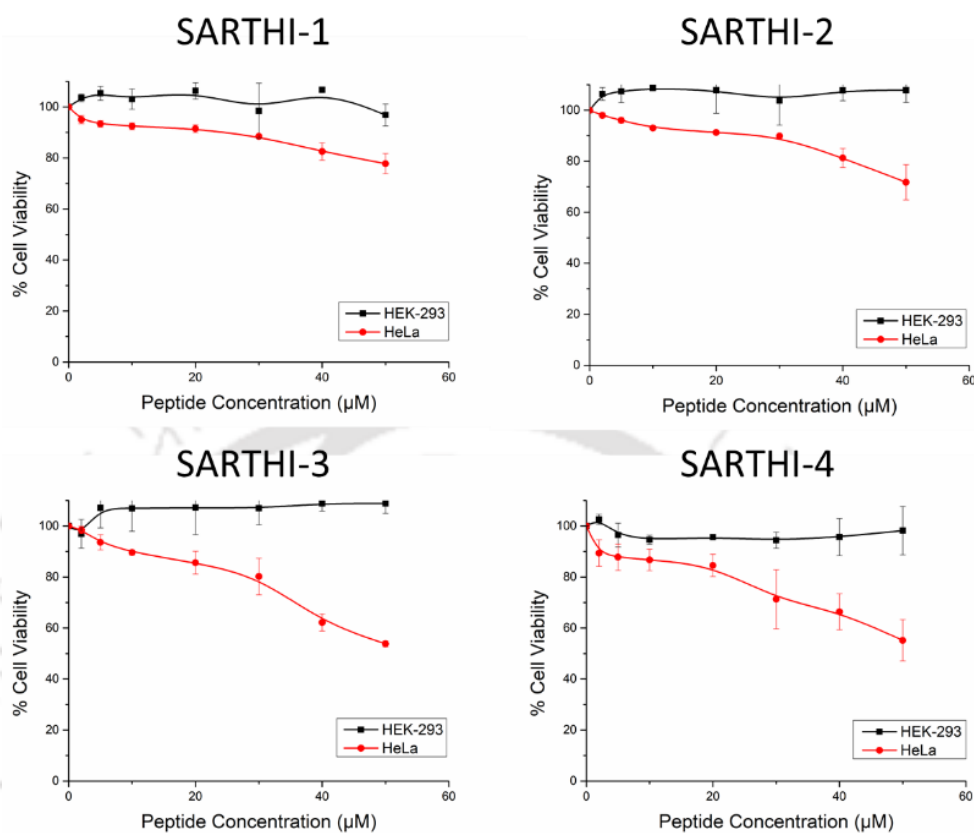 SARTHI-1
100
80
60
40
20
0
% Cell Viability
HEK-293
HeLa
0 20 40 60
Peptide Concentration (µM)
SARTHI-2
100
80
60
40
20
0
% Cell Viability
HEK-293
HeLa
0 20 40 60
Peptide Concentration (µM)
SARTHI-3
100
80
60
40
20
0
% Cell Viability
HEK-293
HeLa
0 20 40 60
Peptide Concentration (µM)
SARTHI-4
100
80
60
40
20
0
% Cell Viability
HEK-293
HeLa
0 20 40 60
Peptide Concentration (µM)